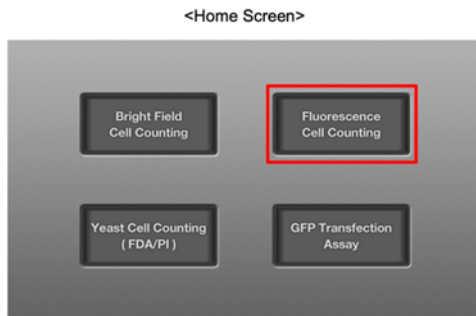 <Home Screen>
Bright Field
Cell Counting
Fluorescence
Cell Counting
Yeast Cell Counting
( FDA/PI )
GFP Transfection
Assay